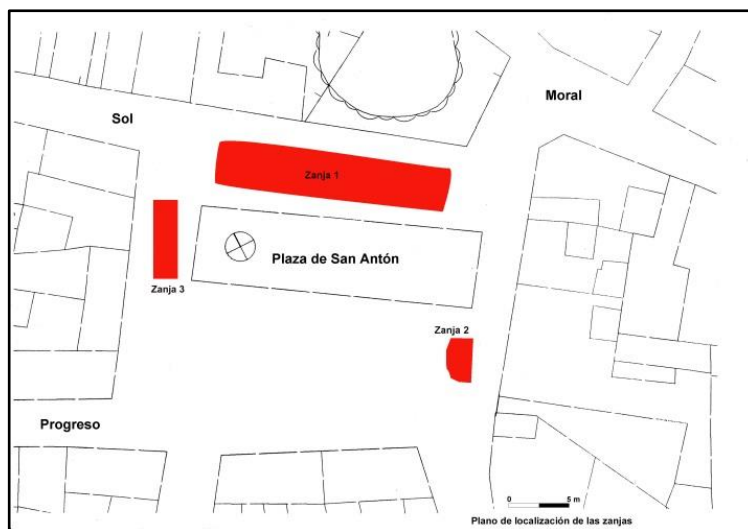 Moral
Sol
Zanja 1
Plaza de San Antón
Zanja 3
Zanja 2
Progreso
0 5 m
Plano de localización de las zanjas